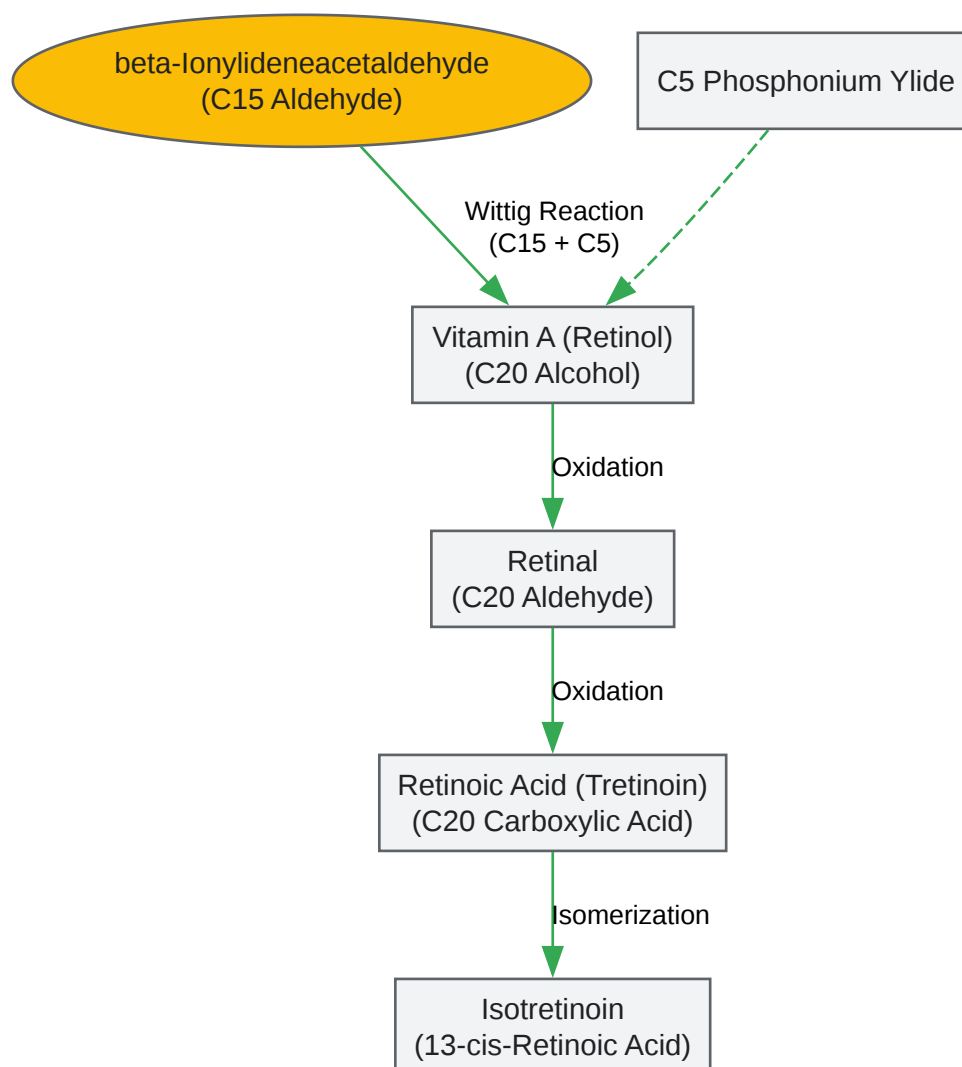 beta-Ionylideneacetaldehyde
(C15 Aldehyde)
C5 Phosphonium Ylide
Wittig Reaction
(C15 + C5)
Vitamin A (Retinol)
(C20 Alcohol)
Oxidation
Retinal
(C20 Aldehyde)
Oxidation
Retinoic Acid (Tretinoin)
(C20 Carboxylic Acid)
Isomerization
Isotretinoin
(13-cis-Retinoic Acid)